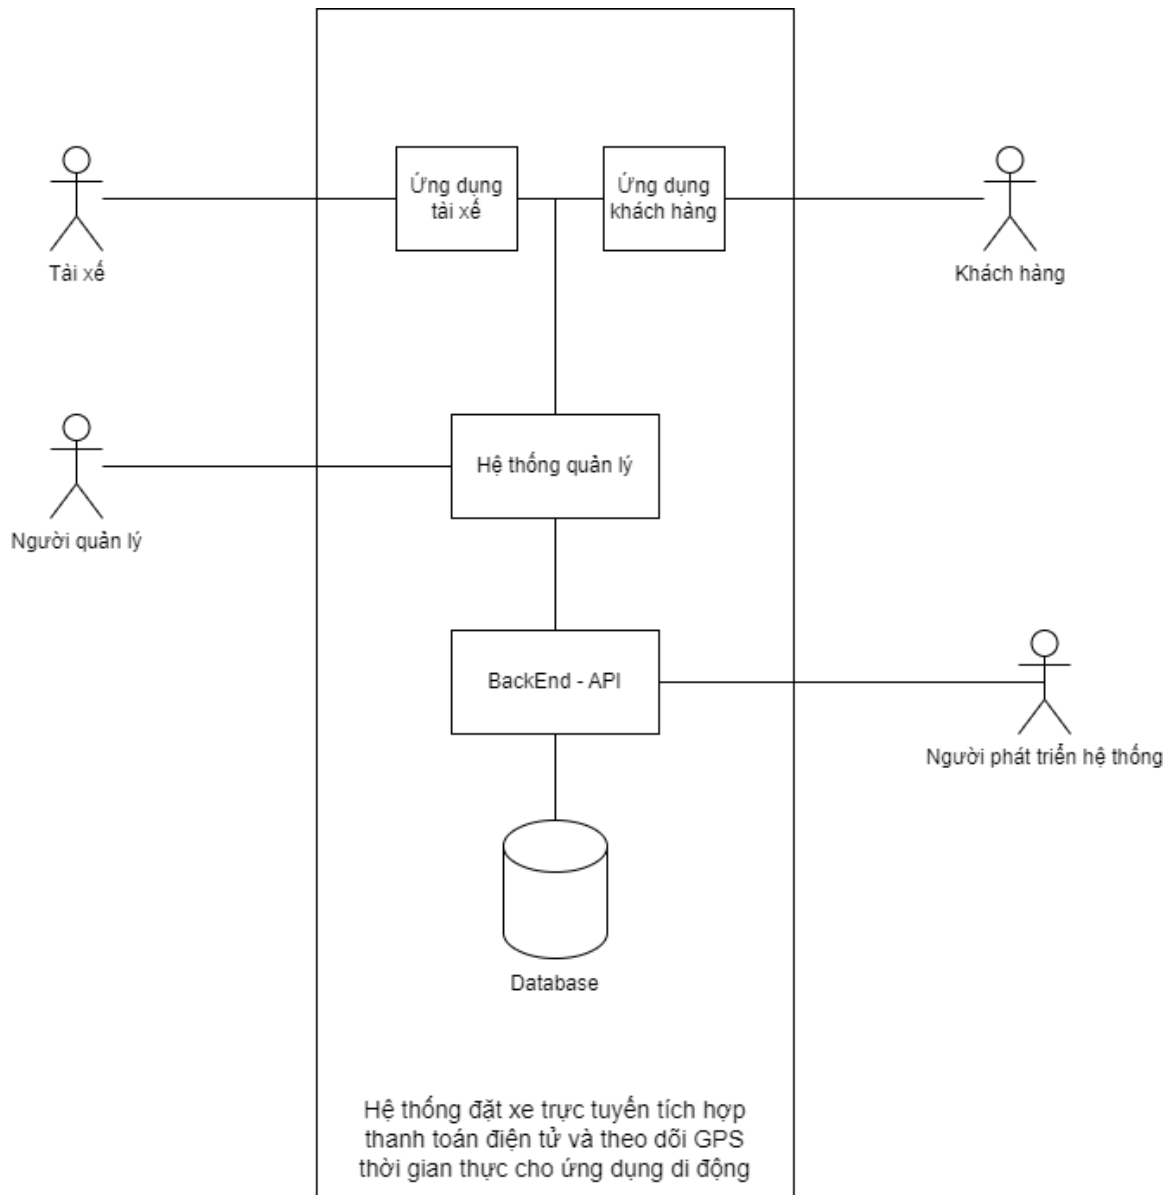 Ứng dụng
tài xế
Ứng dụng
khách hàng
Tài xế
Khách hàng
Hệ thống quản lý
Người quản lý
BackEnd - API
Người phát triển hệ thống
Database
Hệ thống đặt xe trực tuyến tích hợp
thanh toán điện tử và theo dõi GPS
thời gian thực cho ứng dụng di động